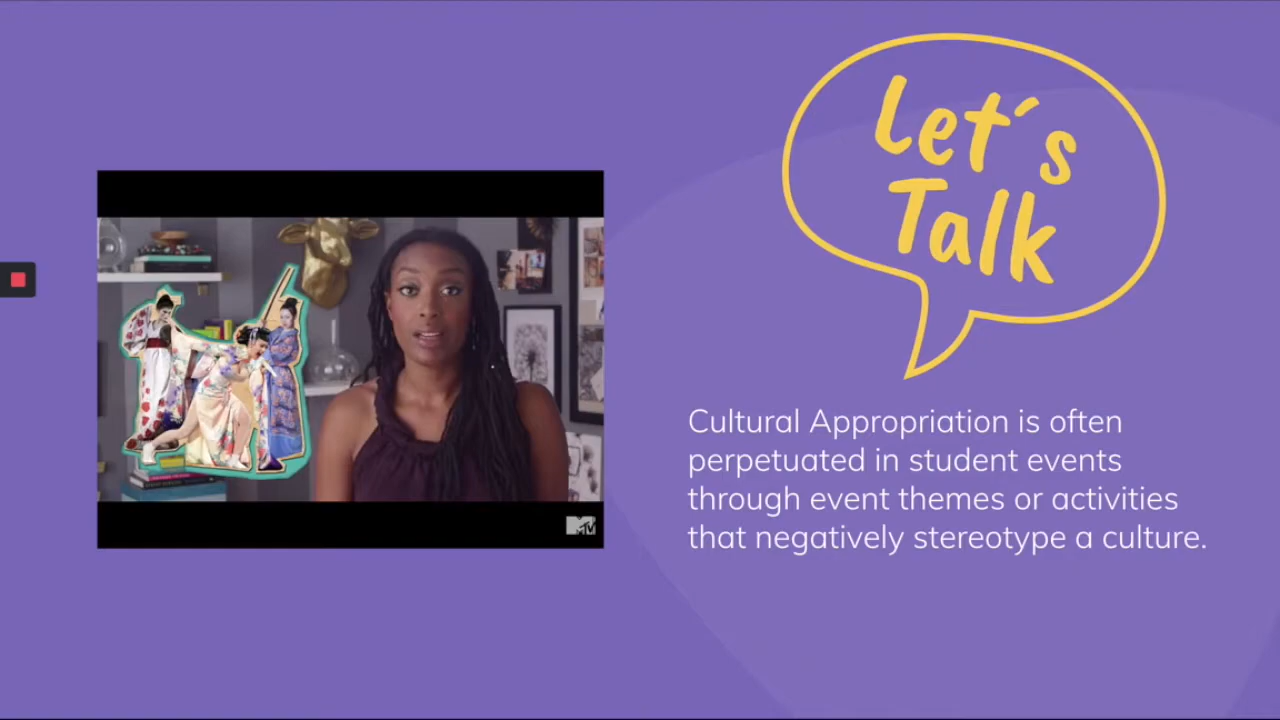 Let's
Talk
Cultural Appropriation is often
perpetuated in student events
through event themes or activities
that negatively stereotype a culture.
MTV